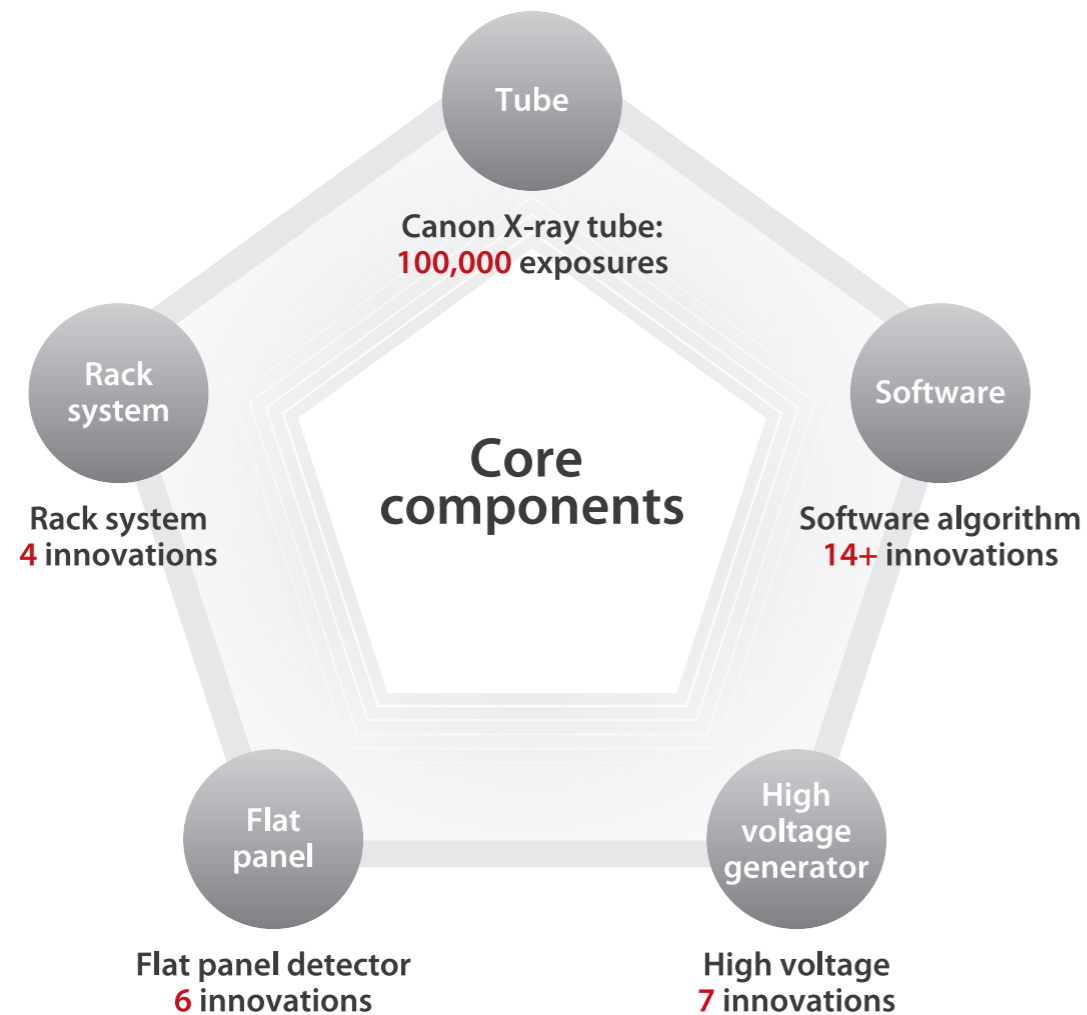 Tube
Canon X-ray tube:
100,000 exposures
Rack
system
Rack system
4 innovations
Software
Software algorithm
14+ innovations
Core
components
Flat
panel
Flat panel detector
6 innovations
High
voltage
generator
High voltage
7 innovations